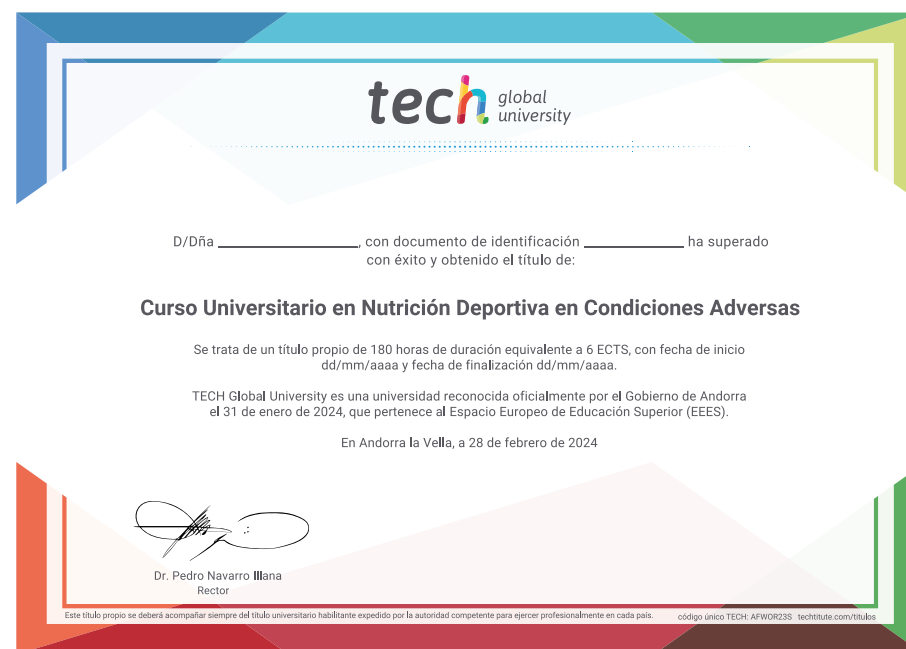 tech global university
D/Dña ____________________, con documento de identificación ______________ ha superado
con éxito y obtenido el título de:
Curso Universitario en Nutrición Deportiva en Condiciones Adversas
Se trata de un título propio de 180 horas de duración equivalente a 6 ECTS, con fecha de inicio
dd/mm/aaaa y fecha de finalización dd/mm/aaaa.
TECH Global University es una universidad reconocida oficialmente por el Gobierno de Andorra
el 31 de enero de 2024, que pertenece al Espacio Europeo de Educación Superior (EEES).
En Andorra la Vella, a 28 de febrero de 2024
Dr. Pedro Navarro Illana
Rector
Este título propio se deberá acompañar siempre del título universitario habilitante expedido por la autoridad competente para ejercer profesionalmente en cada país. código único TECH: AFWOR23S techtitute.com/titulos